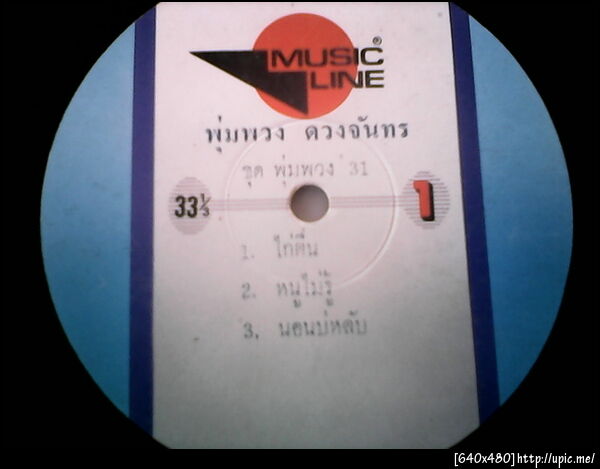 MUSIC®
LINE
พุ่มพวง ดวงจันทร
ชุด พุ่มพวง '31
33⅓
1
1. ไก่ตื่น
2. หนูไม่รู้
3. นอนบ่หลับ
[640x480]http://upic.me/